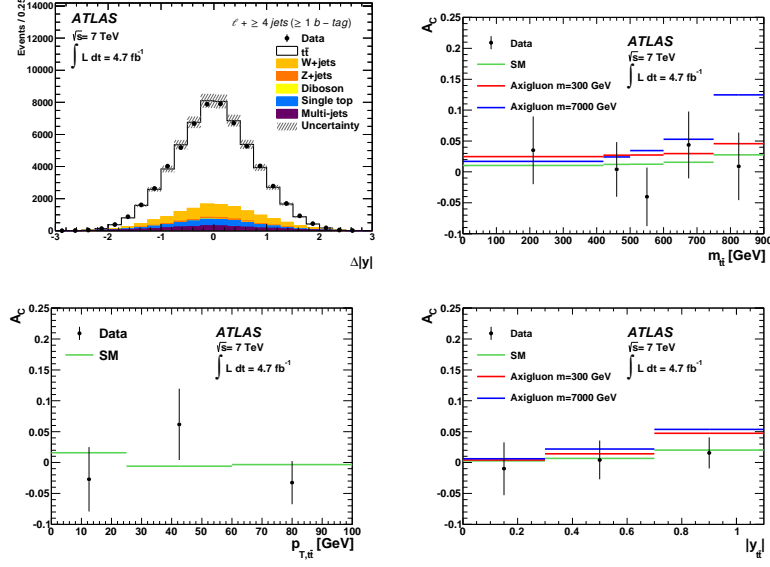 Events / 0.25
14000
12000
10000
8000
6000
4000
2000
0
-3 -2 -1 0 1 2 3
Δ|y|
ATLAS
√s= 7 TeV
∫ L dt = 4.7 fb-1
ℓ + ≥ 4 jets (≥ 1 b − tag)
Data
tt̄
W+jets
Z+jets
Diboson
Single top
Multi-jets
Uncertainty
AC
0.25
0.2
0.15
0.1
0.05
0
-0.05
-0.1
0 100 200 300 400 500 600 700 800 900
mtt̄ [GeV]
Data
SM
Axigluon m=300 GeV
Axigluon m=7000 GeV
ATLAS
√s= 7 TeV
∫ L dt = 4.7 fb-1
AC
0.25
0.2
0.15
0.1
0.05
0
-0.05
-0.1
0 10 20 30 40 50 60 70 80 90 100
pT,tt̄ [GeV]
Data
SM
ATLAS
√s= 7 TeV
∫ L dt = 4.7 fb-1
AC
0.25
0.2
0.15
0.1
0.05
0
-0.05
-0.1
0 0.2 0.4 0.6 0.8 1
|ytt̄|
Data
SM
Axigluon m=300 GeV
Axigluon m=7000 GeV
ATLAS
√s= 7 TeV
∫ L dt = 4.7 fb-1